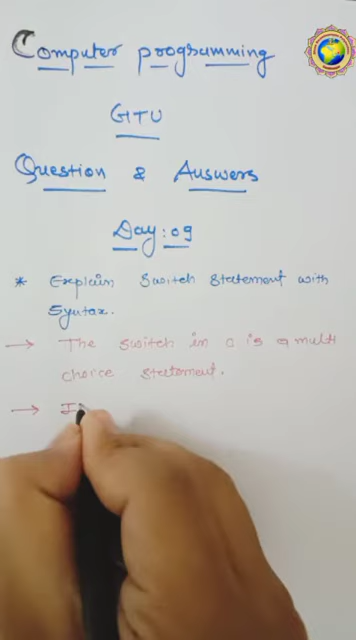 Computer programming
GTU
Question & Answers
Day: 09
* Explain Switch Statement with
Syntax.
→ The switch in c is a multi
choice statement.
→ It